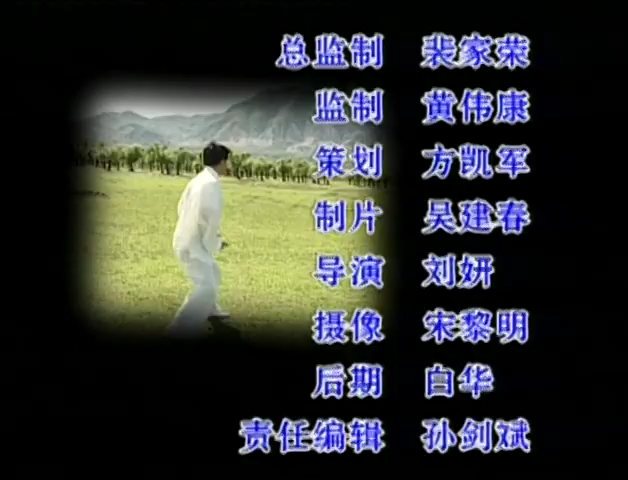 总监制 裴家荣
监制 黄伟康
策划 方凯军
制片 吴建春
导演 刘妍
摄像 宋黎明
后期 白华
责任编辑 孙剑斌